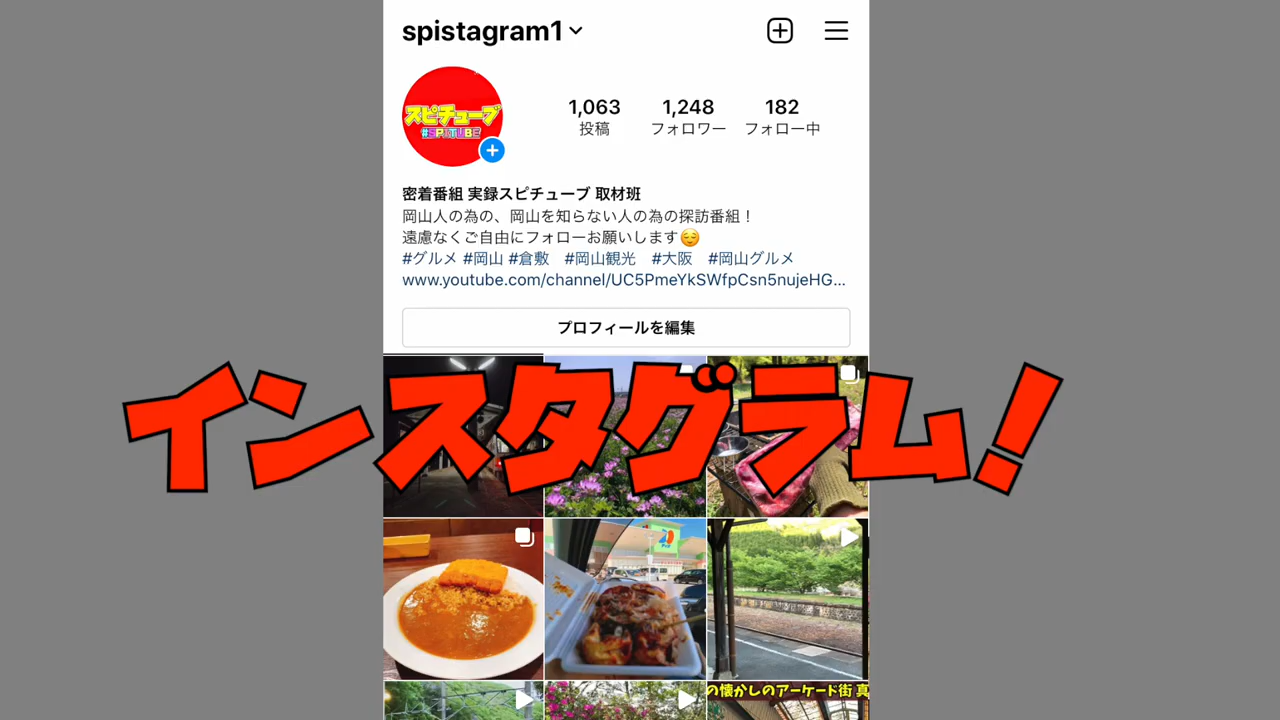 spistagram1
スピチューブ
#SPITUBE
1,063 1,248 182
投稿 フォロワー フォロー中
密着番組 実録スピチューブ 取材班
岡山人の為の、岡山を知らない人の為の探訪番組！
遠慮なくご自由にフォローお願いします😌
#グルメ #岡山 #倉敷　#岡山観光　#大阪　#岡山グルメ
www.youtube.com/channel/UC5PmeYkSWfpCsn5nujeHG...
プロフィールを編集
インスタグラム！
の懐かしのアーケード街 真